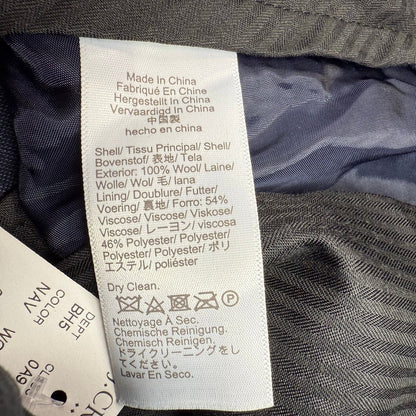 Made In China
Fabriqué En Chine
Hergestellt In China
Vervaardigd In China
中国製
hecho en china
Shell/ Tissu Principal/ Shell/
Bovenstof/ 表地/ Tela
Exterior: 100% Wool/ Laine/
Wolle/ Wol/ 毛/ lana
Lining/ Doublure/ Futter/
Voering/ 裏地/ Forro: 54%
Viscose/ Viscose/ Viskose/
Viscose/ レーヨン/ viscosa
46% Polyester/ Polyester/
Polyester/ Polyester/ ポリ
エステル/ poliéster
Dry Clean.
P
Nettoyage À Sec.
Chemische Reinigung.
Chemische Reiniging.
ドライクリーニングをし
てください。
Lavar En Seco.
DEPT
BH5
COLOR
NAV